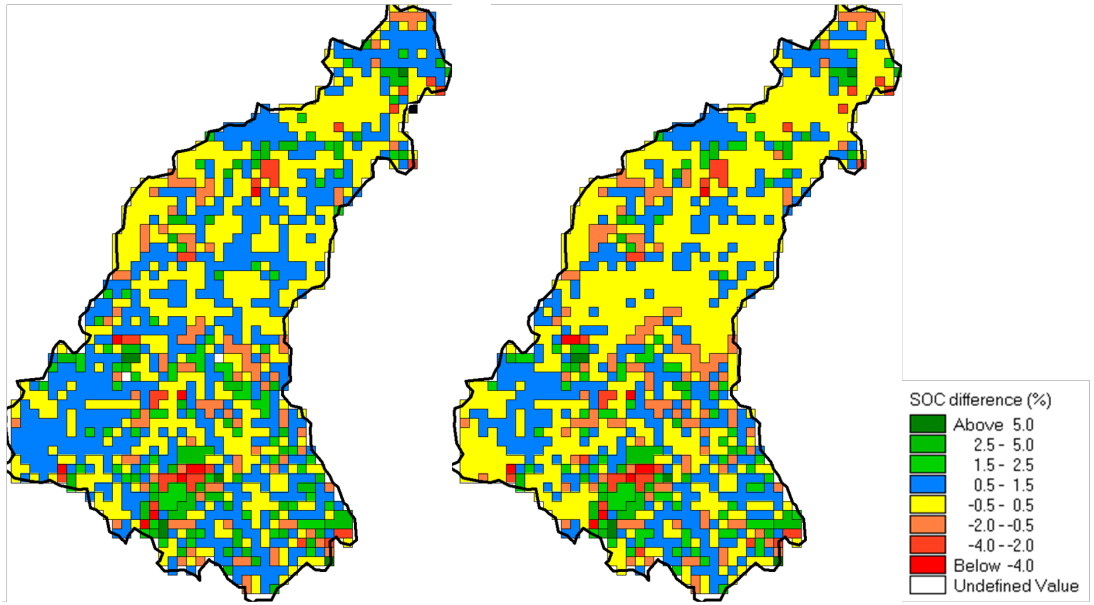 SOC difference (%)
Above 5.0
2.5 - 5.0
1.5 - 2.5
0.5 - 1.5
-0.5 - 0.5
-2.0 --0.5
-4.0 --2.0
Below -4.0
Undefined Value